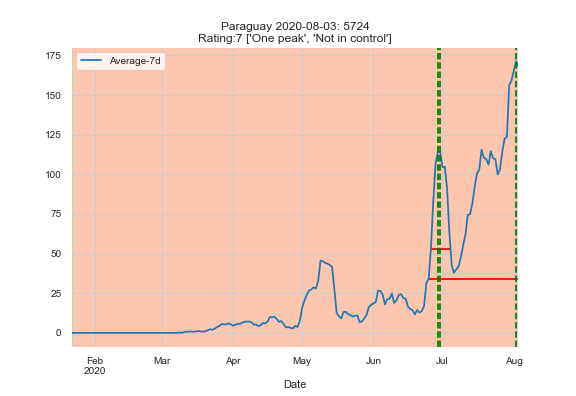 Paraguay 2020-08-03: 5724
Rating:7 ['One peak', 'Not in control']
Average-7d
175
150
125
100
75
50
25
0
Feb Mar Apr May Jun Jul Aug
2020
Date